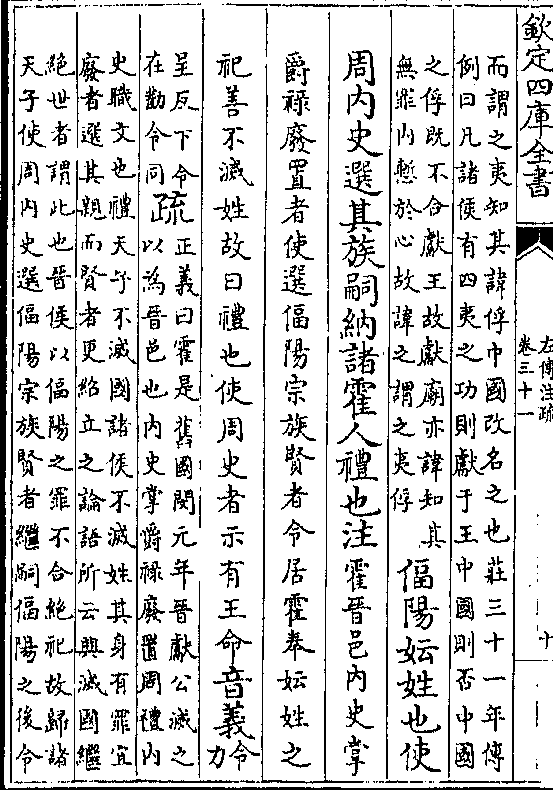 欽定四庫全書
左傳注疏
卷三十一
十
而謂之夷知其諱俘中國改名之也莊三十一年傳
例曰凡諸侯有四夷之功則獻于王中國則否中國
之俘既不合獻王故獻廟亦諱知其
無罪内慙於心故諱之謂之夷俘
偪陽妘姓也使
周内史選其族嗣納諸霍人禮也注霍晉邑内史掌
爵祿廢置者使選偪陽宗族賢者令居霍奉妘姓之
祀善不滅姓故曰禮也使周史者示有王命音義令力
呈反下令
在勸令同
疏
正義曰霍是舊國閔元年晉獻公滅之
以為晉邑也内史掌爵祿廢置周禮内
史職文也禮天子不滅國諸侯不滅姓其身有罪宜
廢者選其親而賢者更紹立之論語所云興滅國繼
絕世者謂此也晉侯以偪陽之罪不合絕祀故歸諸
天子使周内史選偪陽宗族賢者繼嗣偪陽之後令